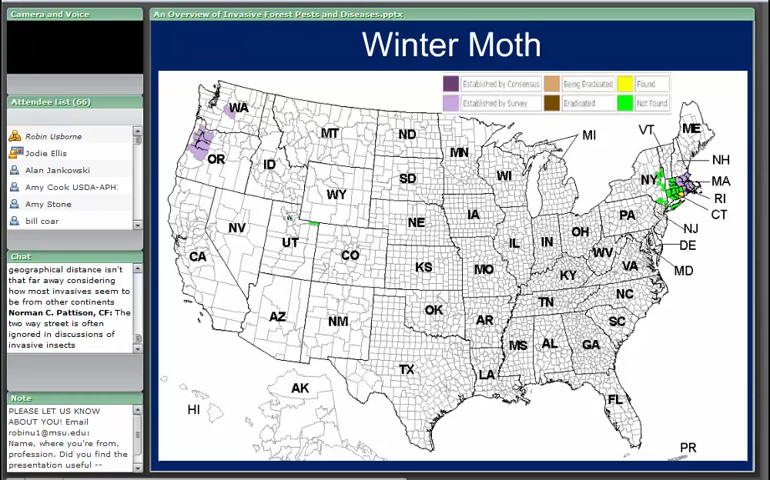 Camera and Voice
An Overview of Invasive Forest Pests and Diseases.pptx
Winter Moth
Attendee List (66)
Robin Usborne
Jodie Ellis
Alan Jankowski
Amy Cook USDA-APH
Amy Stone
bill coar
Chat
geographical distance isn't
that far away considering
how most invasives seem to
be from other continents
Norman C. Pattison, CF: The
two way street is often
ignored in discussions of
invasive insects
Note
PLEASE LET US KNOW
ABOUT YOU! Email
robinu1@msu.edu:
Name, where you're from,
profession. Did you find the
presentation useful --
Established by Consensus
Being Eradicated
Found
Established by Survey
Eradicated
Not Found
WA
MT
ND
MN
MI
VT
ME
OR
ID
SD
WI
NY
NH
MA
RI
CT
WY
NE
IA
PA
NJ
DE
MD
NV
UT
CO
KS
MO
IL
IN
OH
WV
VA
KY
CA
AZ
NM
OK
AR
TN
NC
SC
MS
AL
GA
TX
LA
FL
AK
HI
PR